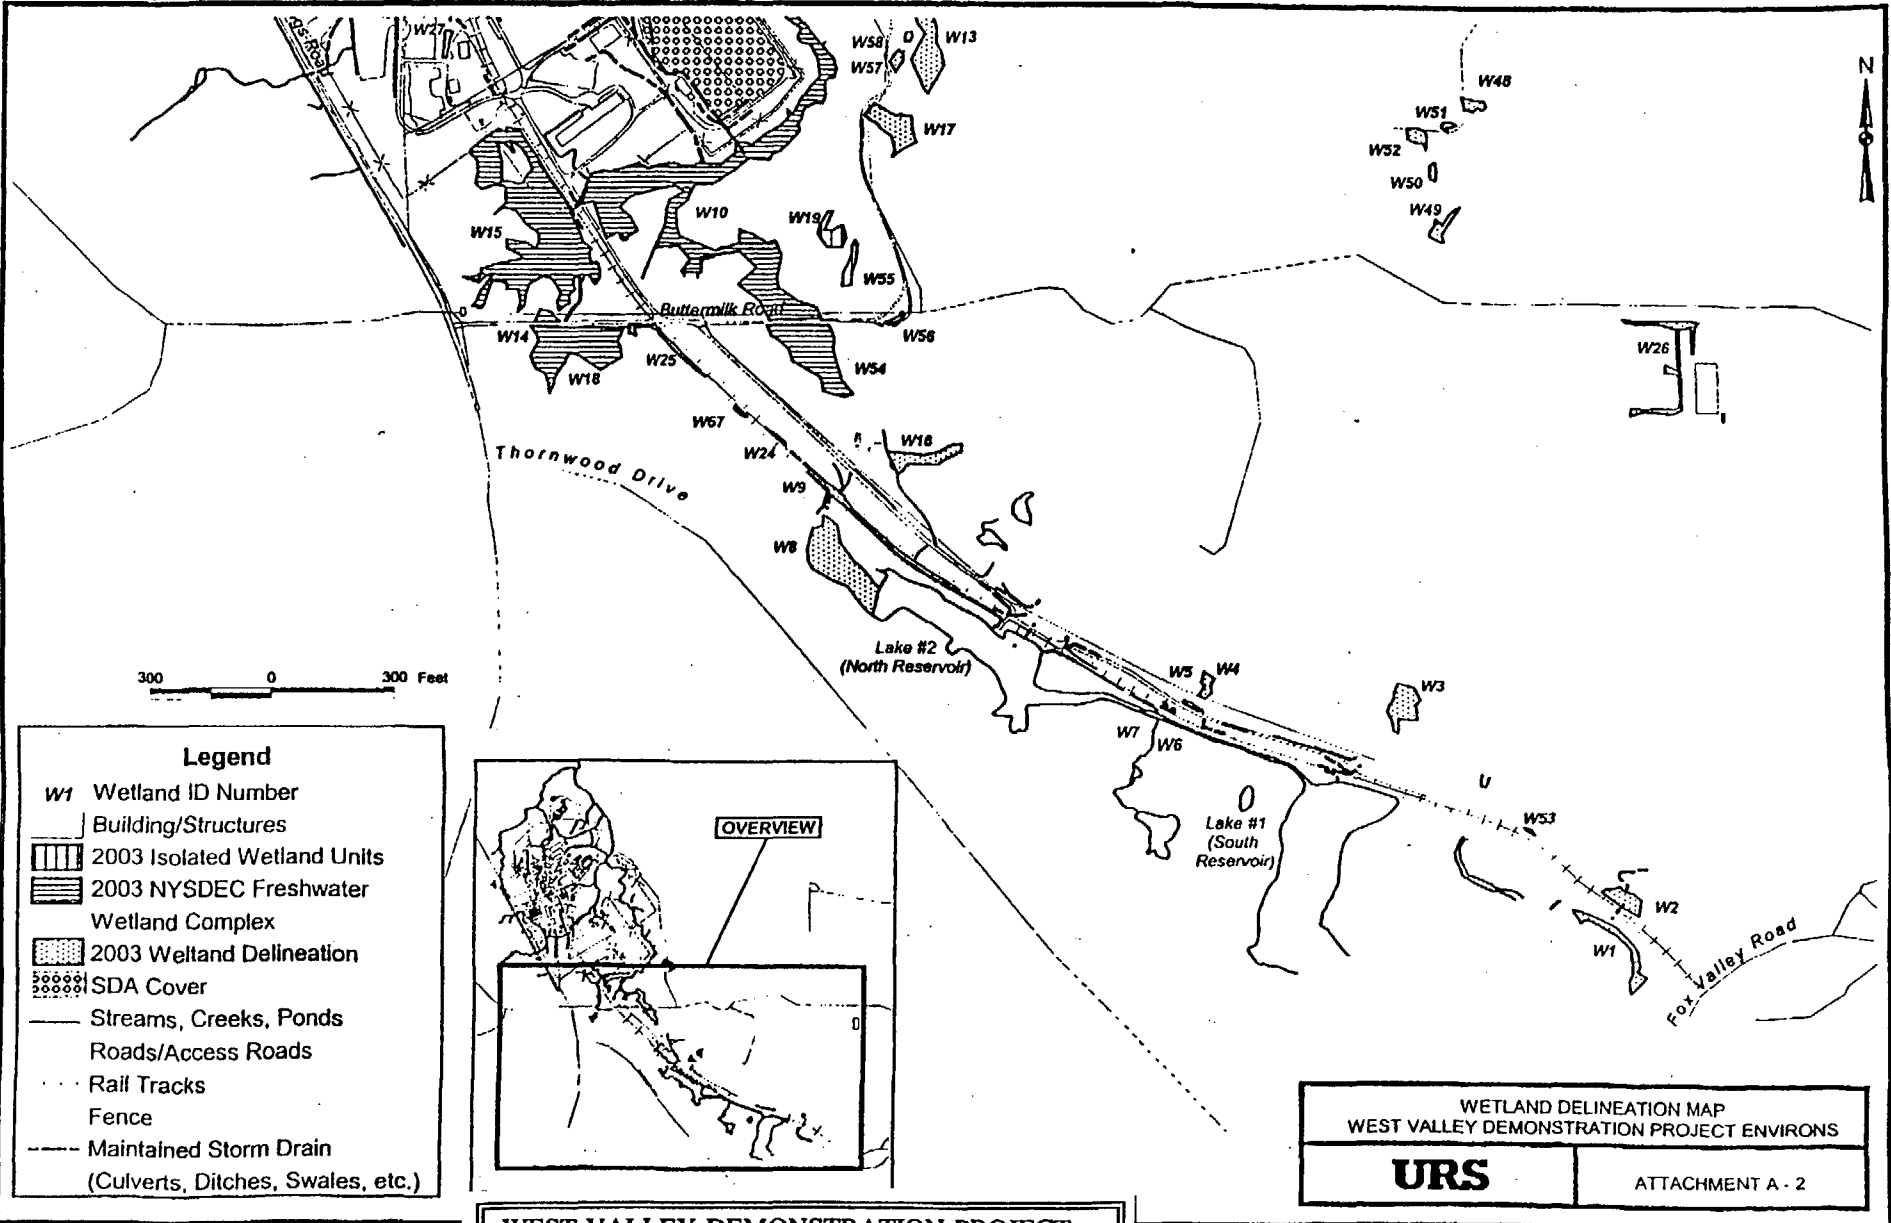 W27
W58
W57
W13
W17
W48
W51
W52
W50
W49
N
W10
W19
W15
W55
Buttermilk Road
W14
W25
W18
W56
W54
W26
W67
W24
W16
Thornwood Drive
W9
W8
Lake #2
(North Reservoir)
W5
W4
W3
W7
W6
U
W53
Lake #1
(South
Reservoir)
W2
W1
Fox Valley Road
300 0 300 Feet
Legend
W1 Wetland ID Number
Building/Structures
2003 Isolated Wetland Units
2003 NYSDEC Freshwater
Wetland Complex
2003 Weltand Delineation
SDA Cover
Streams, Creeks, Ponds
Roads/Access Roads
Rail Tracks
Fence
Maintained Storm Drain
(Culverts, Ditches, Swales, etc.)
OVERVIEW
WETLAND DELINEATION MAP
WEST VALLEY DEMONSTRATION PROJECT ENVIRONS
URS
ATTACHMENT A - 2
WEST VALLEY DEMONSTRATION PROJECT